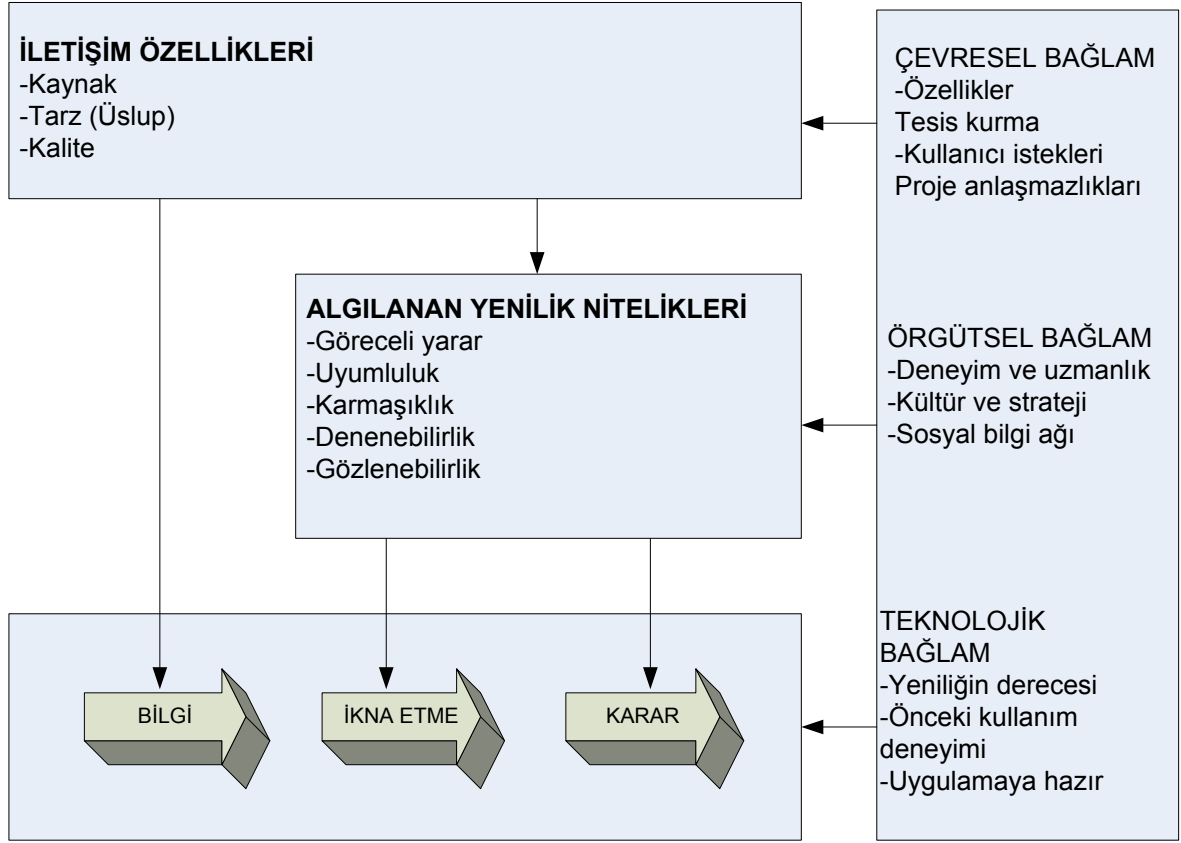 İLETİŞİM ÖZELLİKLERİ
-Kaynak
-Tarz (Üslup)
-Kalite
ALGILANAN YENİLİK NİTELİKLERİ
-Göreceli yarar
-Uyumluluk
-Karmaşıklık
-Denenebilirlik
-Gözlenebilirlik
BİLGİ
İKNA ETME
KARAR
ÇEVRESEL BAĞLAM
-Özellikler
Tesis kurma
-Kullanıcı istekleri
Proje anlaşmazlıkları
ÖRGÜTSEL BAĞLAM
-Deneyim ve uzmanlık
-Kültür ve strateji
-Sosyal bilgi ağı
TEKNOLOJİK
BAĞLAM
-Yeniliğin derecesi
-Önceki kullanım
deneyimi
-Uygulamaya hazır